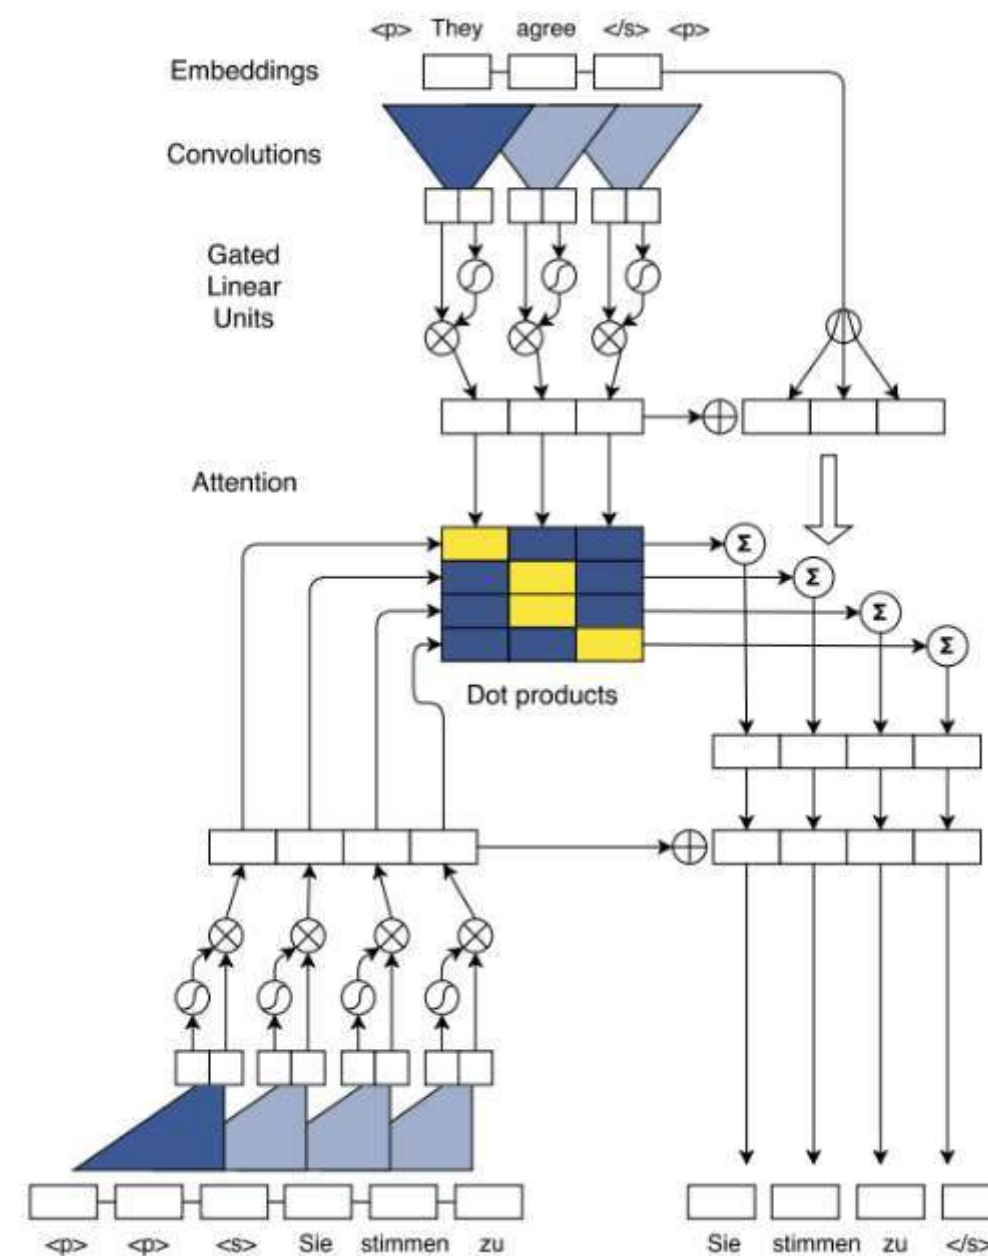 <p> They agree </s> <p>
Embeddings
Convolutions
Gated
Linear
Units
Attention
Σ
Σ
Σ
Σ
Dot products
<p> <p> <s> Sie stimmen zu
Sie stimmen zu </s>